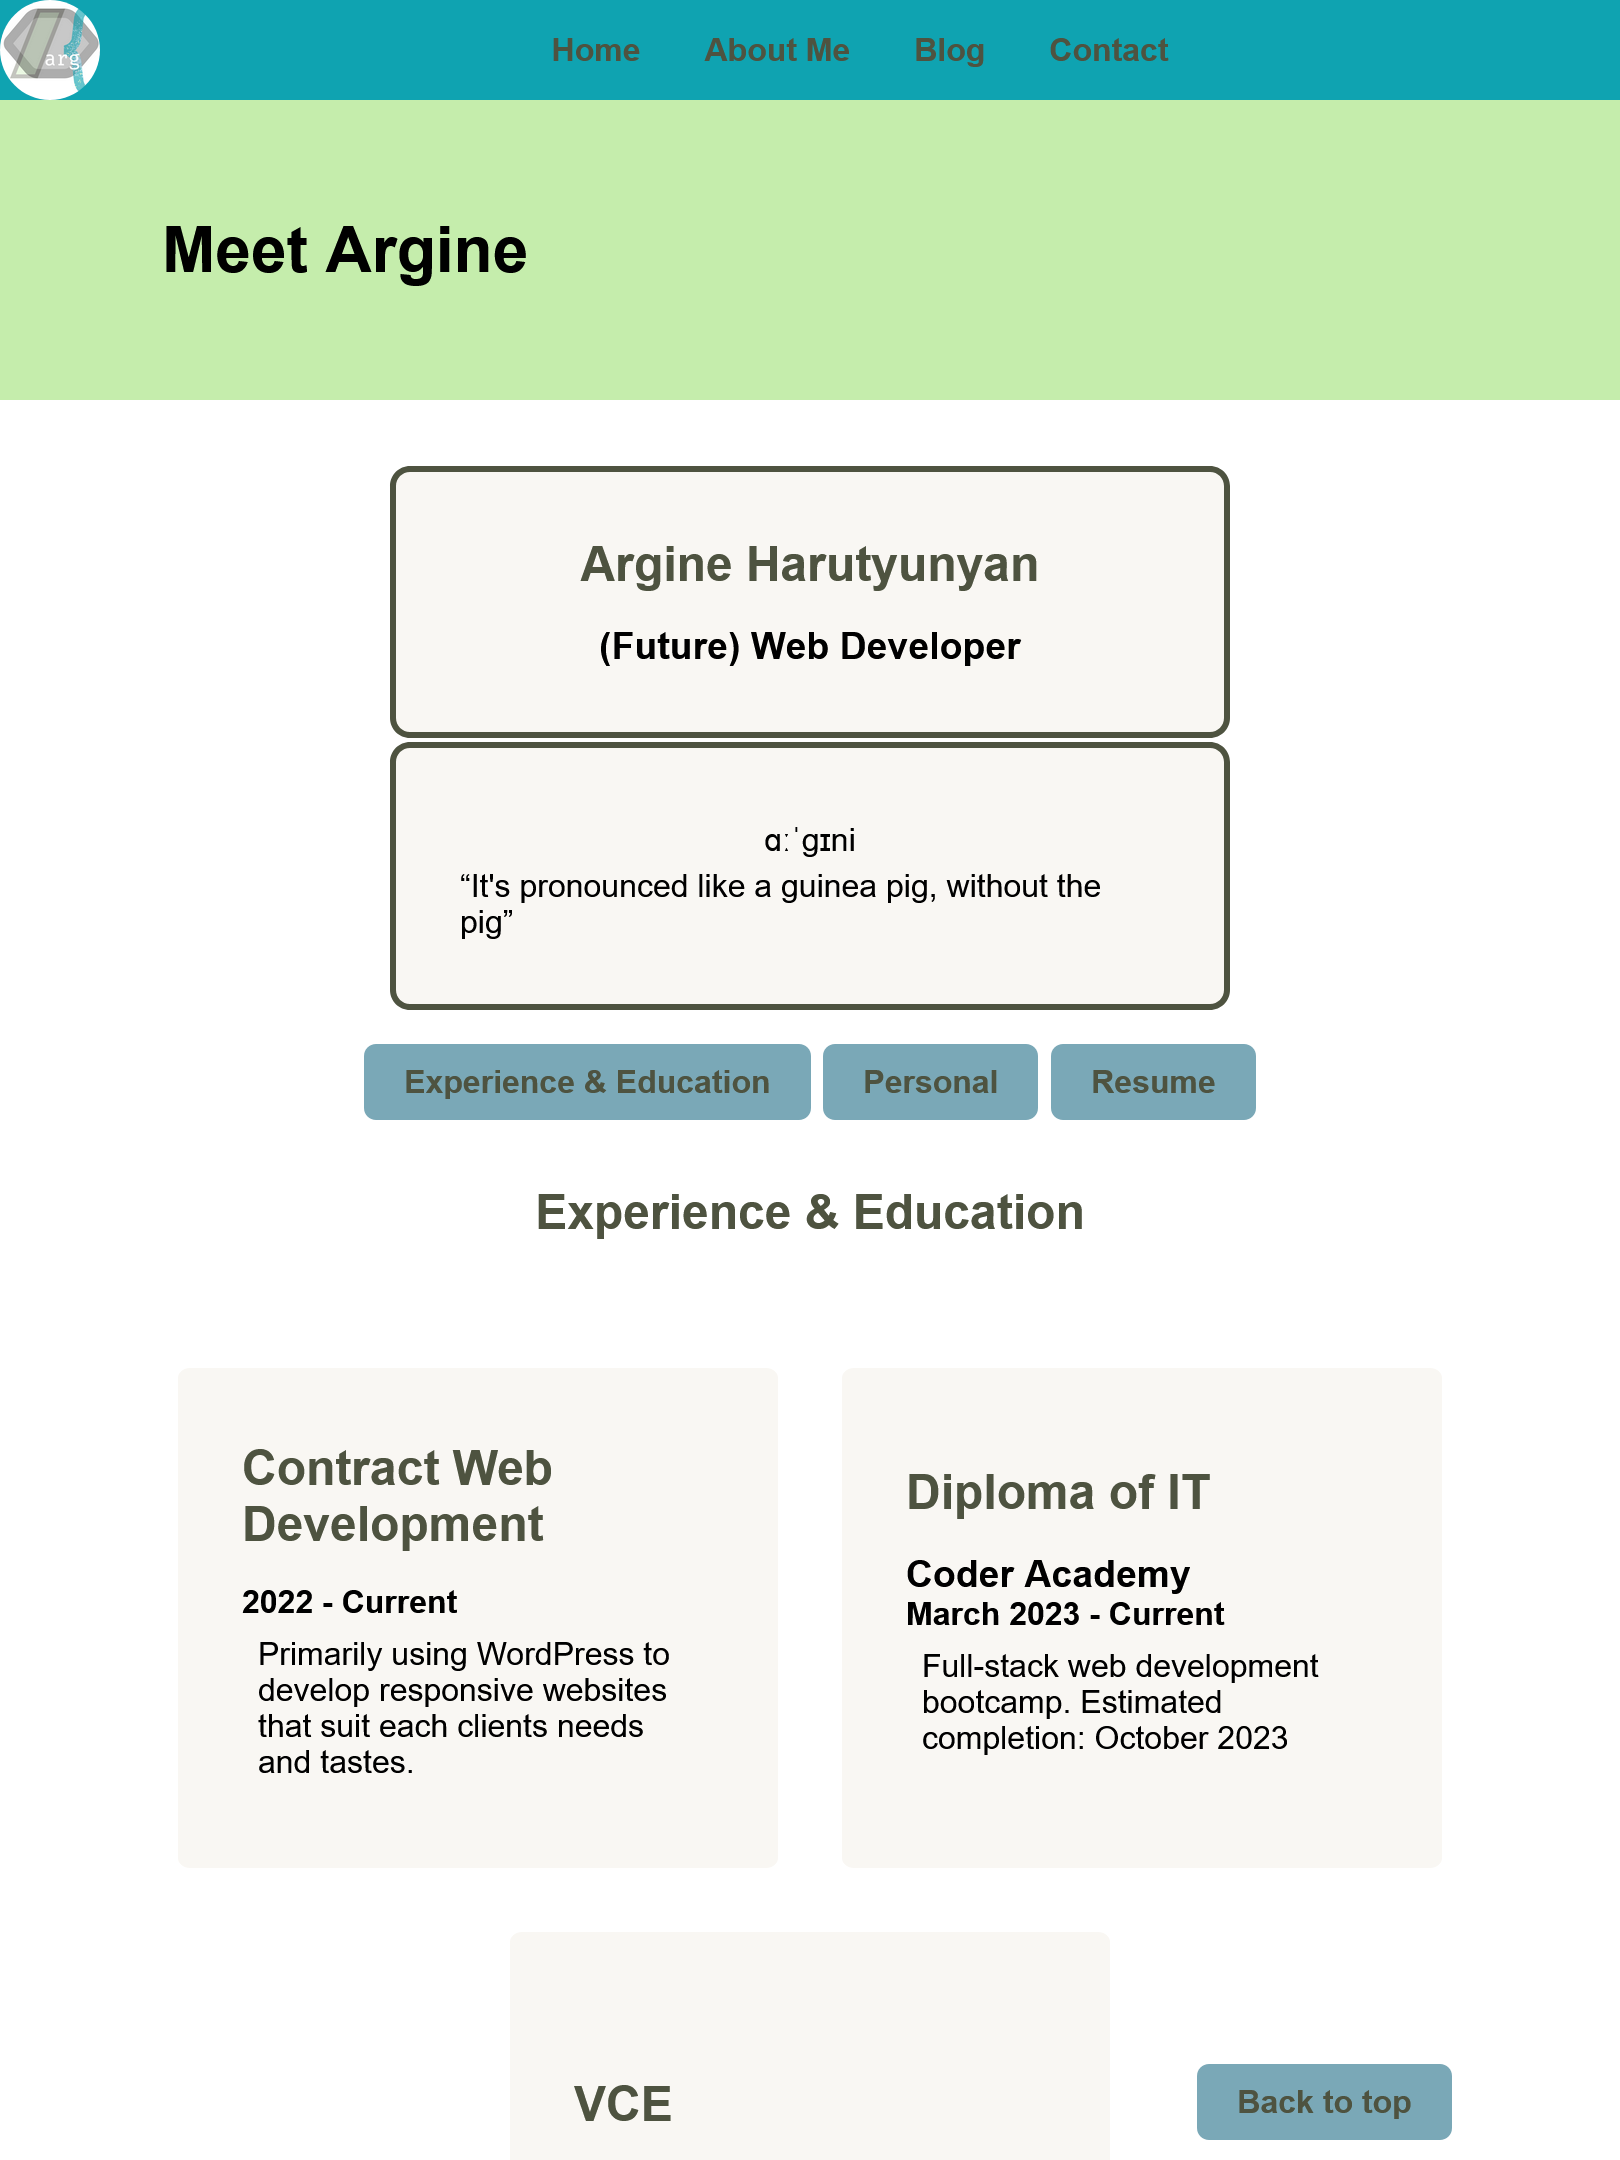 arg
Home About Me Blog Contact
Meet Argine
Argine Harutyunyan
(Future) Web Developer
ɑːˈɡɪni
“It's pronounced like a guinea pig, without the
pig”
Experience & Education Personal Resume
Experience & Education
Contract Web
Development
2022 - Current
Primarily using WordPress to
develop responsive websites
that suit each clients needs
and tastes.
Diploma of IT
Coder Academy
March 2023 - Current
Full-stack web development
bootcamp. Estimated
completion: October 2023
VCE
Back to top